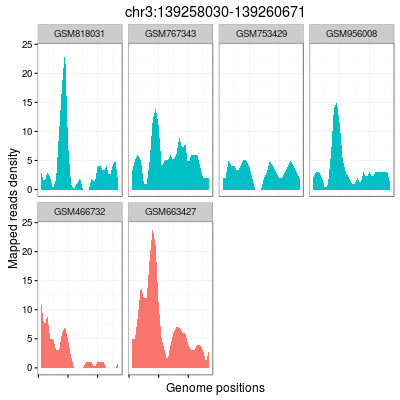 chr3:139258030-139260671
GSM818031 GSM767343 GSM753429 GSM956008
25
20
15
10
5
0
GSM466732 GSM663427
25
20
15
10
5
0
Mapped reads density
Genome positions